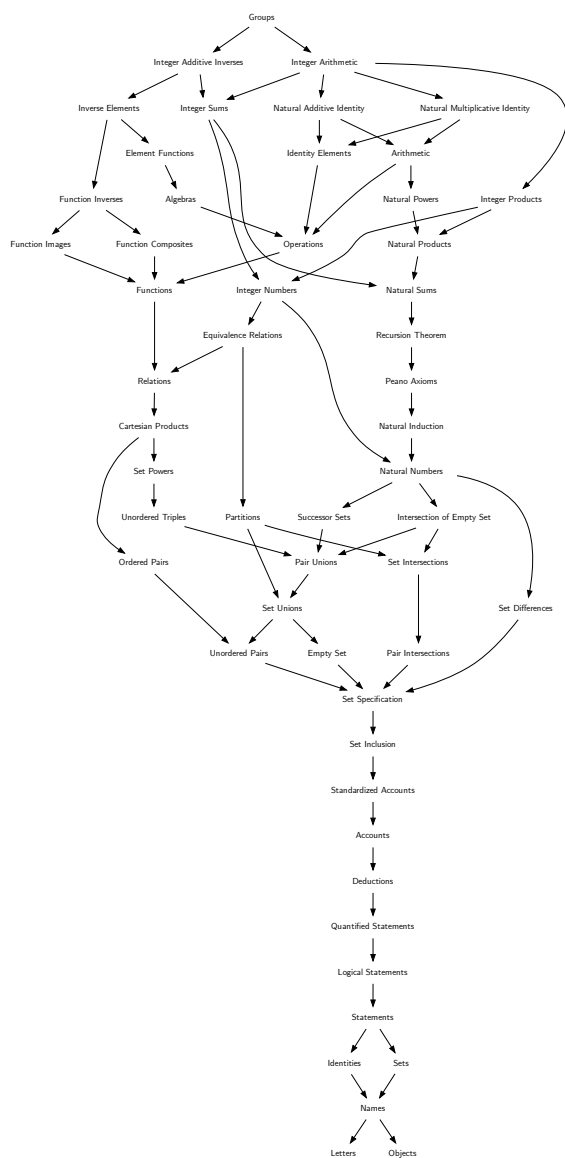 Groups
Integer Additive Inverses
Integer Arithmetic
Inverse Elements
Integer Sums
Natural Additive Identity
Natural Multiplicative Identity
Element Functions
Identity Elements
Arithmetic
Function Inverses
Algebras
Natural Powers
Integer Products
Function Images
Function Composites
Operations
Natural Products
Functions
Integer Numbers
Natural Sums
Equivalence Relations
Recursion Theorem
Relations
Peano Axioms
Cartesian Products
Natural Induction
Set Powers
Natural Numbers
Unordered Triples
Partitions
Successor Sets
Intersection of Empty Set
Ordered Pairs
Pair Unions
Set Intersections
Set Unions
Set Differences
Unordered Pairs
Empty Set
Pair Intersections
Set Specification
Set Inclusion
Standardized Accounts
Accounts
Deductions
Quantified Statements
Logical Statements
Statements
Identities
Sets
Names
Letters
Objects